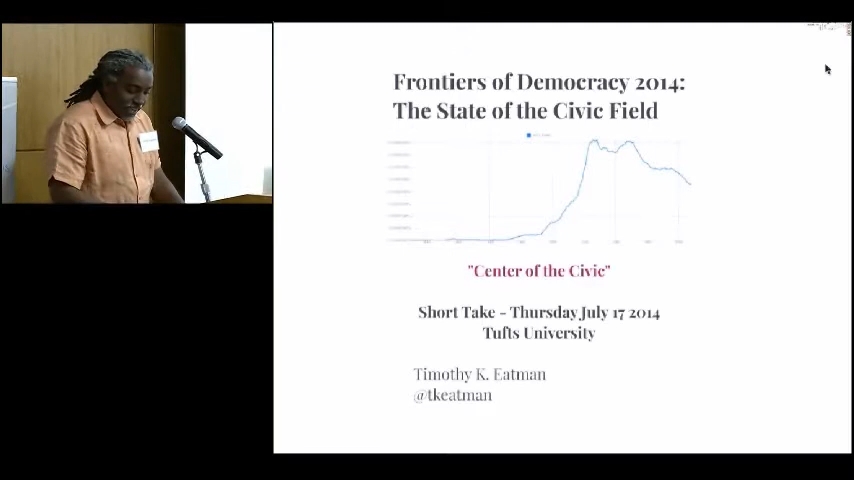 Frontiers of Democracy 2014:
The State of the Civic Field
"Center of the Civic"
Short Take - Thursday July 17 2014
Tufts University
Timothy K. Eatman
@tkeatman